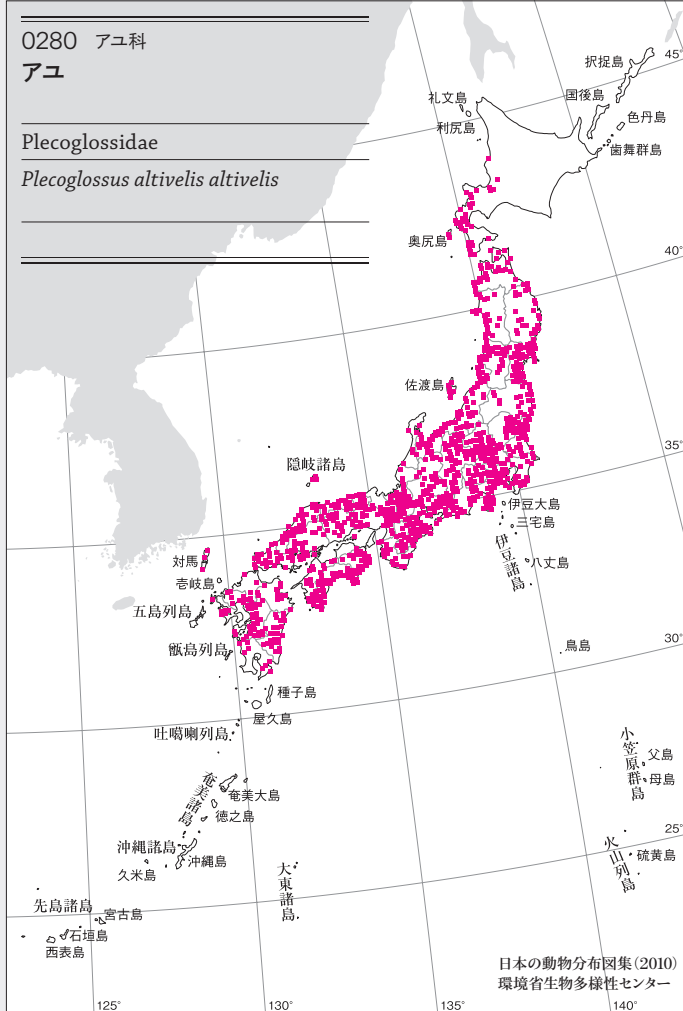 0280 アユ科
アユ
Plecoglossidae
Plecoglossus altivelis altivelis
45°
択捉島
国後島
礼文島
色丹島
利尻島
歯舞群島
奥尻島
40°
佐渡島
35°
隠岐諸島
伊豆大島
三宅島
伊豆諸島
八丈島
対馬
壱岐島
五島列島
甑島列島
鳥島
30°
種子島
屋久島
吐噶喇列島
小笠原群島
父島
母島
奄美諸島
奄美大島
徳之島
25°
沖縄諸島
沖縄島
久米島
火山列島
硫黄島
大東諸島
先島諸島
宮古島
石垣島
西表島
日本の動物分布図集(2010)
環境省生物多様性センター
125°
130°
135°
140°